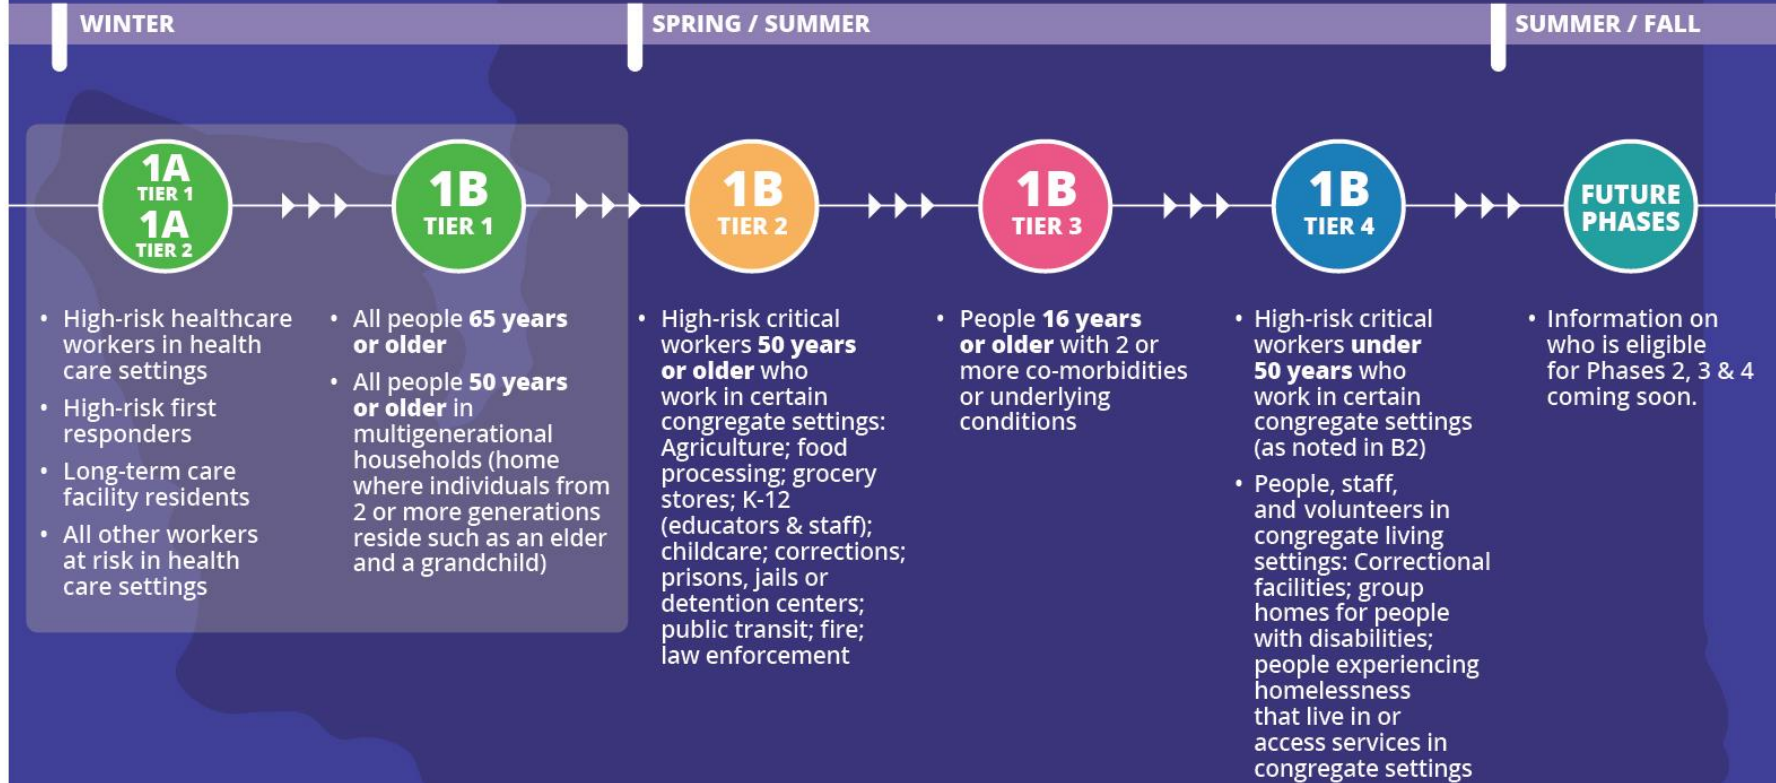 WINTER
SPRING / SUMMER
SUMMER / FALL
1A
TIER 1
1A
TIER 2
1B
TIER 1
1B
TIER 2
1B
TIER 3
1B
TIER 4
FUTURE
PHASES
• High-risk healthcare
workers in health
care settings
• High-risk first
responders
• Long-term care
facility residents
• All other workers
at risk in health
care settings
• All people 65 years
or older
• All people 50 years
or older in
multigenerational
households (home
where individuals from
2 or more generations
reside such as an elder
and a grandchild)
• High-risk critical
workers 50 years
or older who
work in certain
congregate settings:
Agriculture; food
processing; grocery
stores; K-12
(educators & staff);
childcare; corrections;
prisons, jails or
detention centers;
public transit; fire;
law enforcement
• People 16 years
or older with 2 or
more co-morbidities
or underlying
conditions
• High-risk critical
workers under
50 years who
work in certain
congregate settings
(as noted in B2)
• People, staff,
and volunteers in
congregate living
settings: Correctional
facilities; group
homes for people
with disabilities;
people experiencing
homelessness
that live in or
access services in
congregate settings
• Information on
who is eligible
for Phases 2, 3 & 4
coming soon.